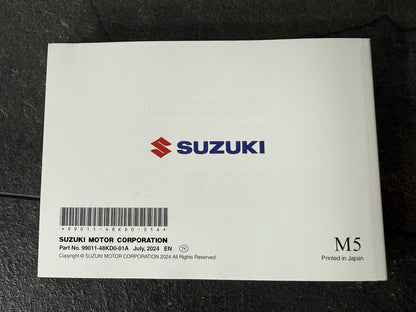 SUZUKI
*99011-48KD0-01A*
SUZUKI MOTOR CORPORATION
Part No. 99011-48KD0-01A July, 2024 EN TK
Copyright © SUZUKI MOTOR CORPORATION 2024 All Rights Reserved
M5
Printed in Japan